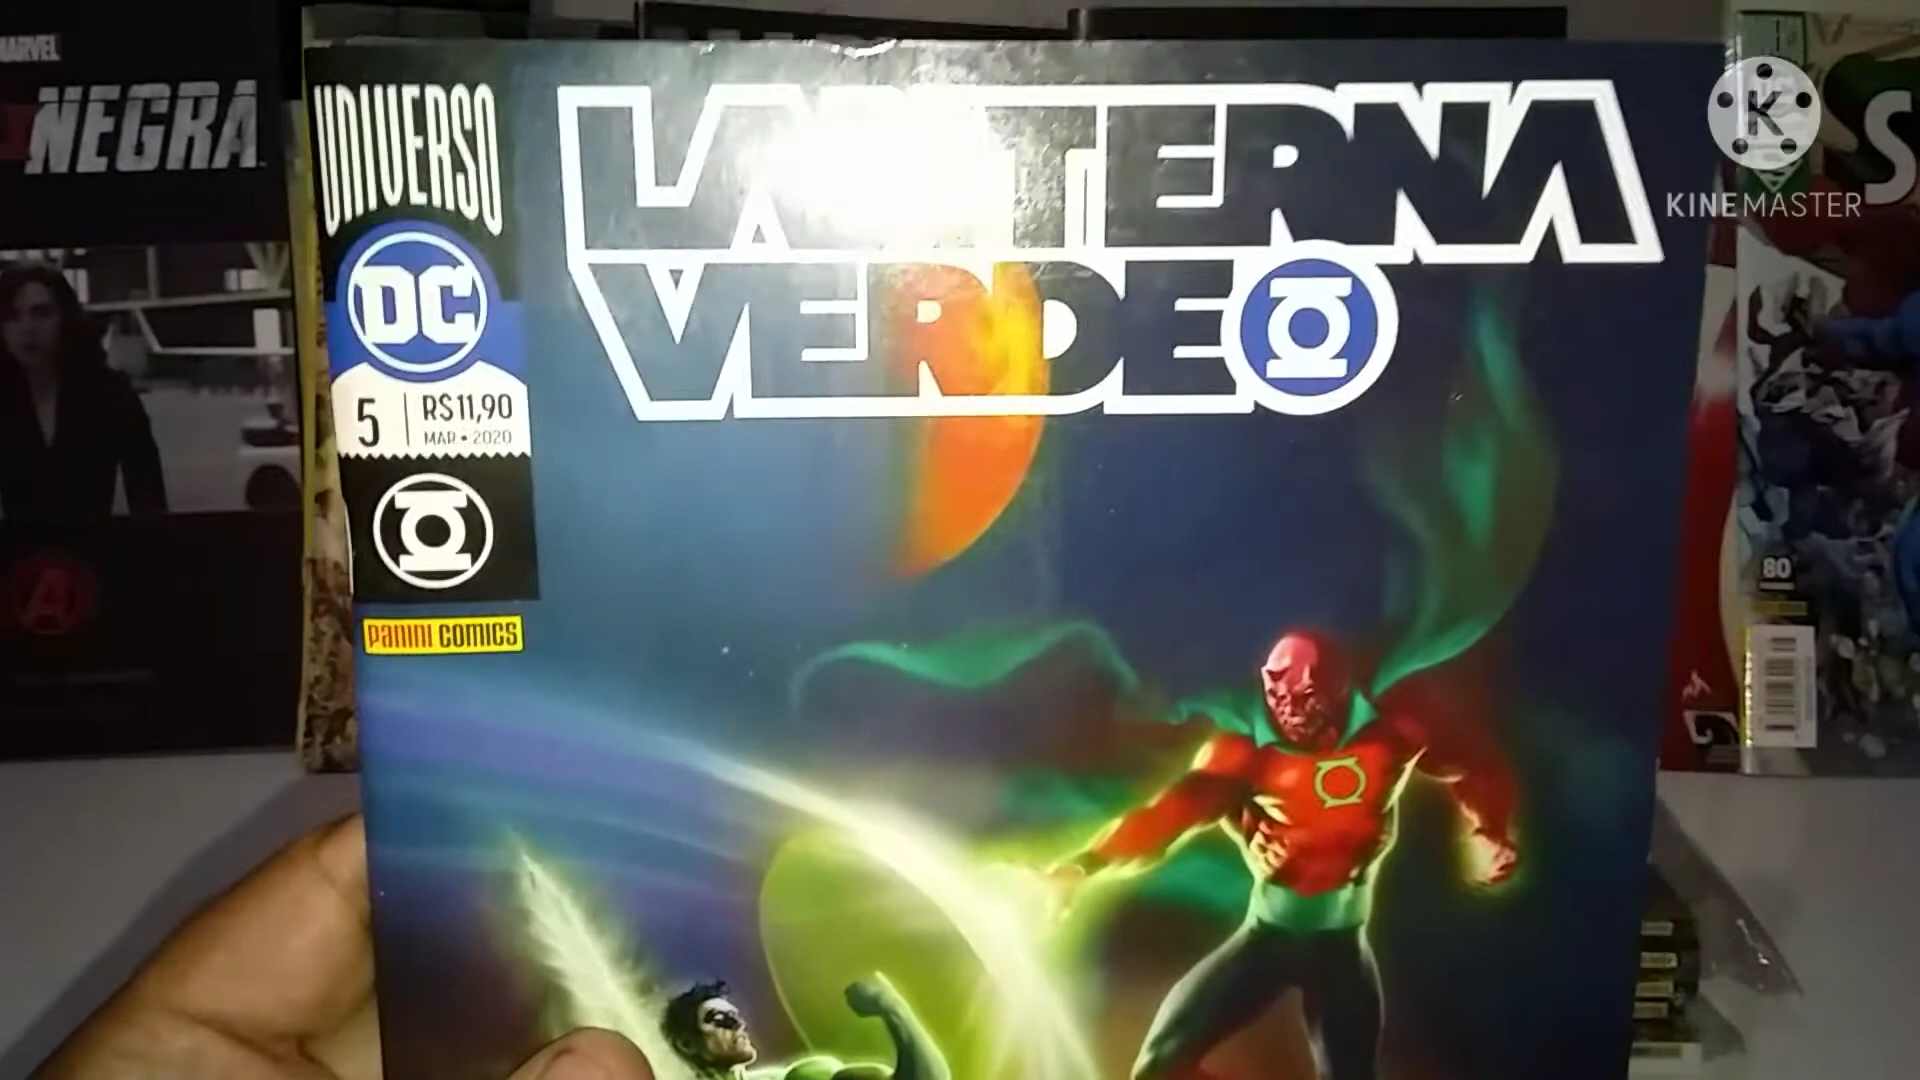 MARVEL
NEGRA
UNIVERSO
DC
5
R$11,90
MAR • 2020
PANINI COMICS
LANTERNA
VERDE
K
KINEMASTER
S
80